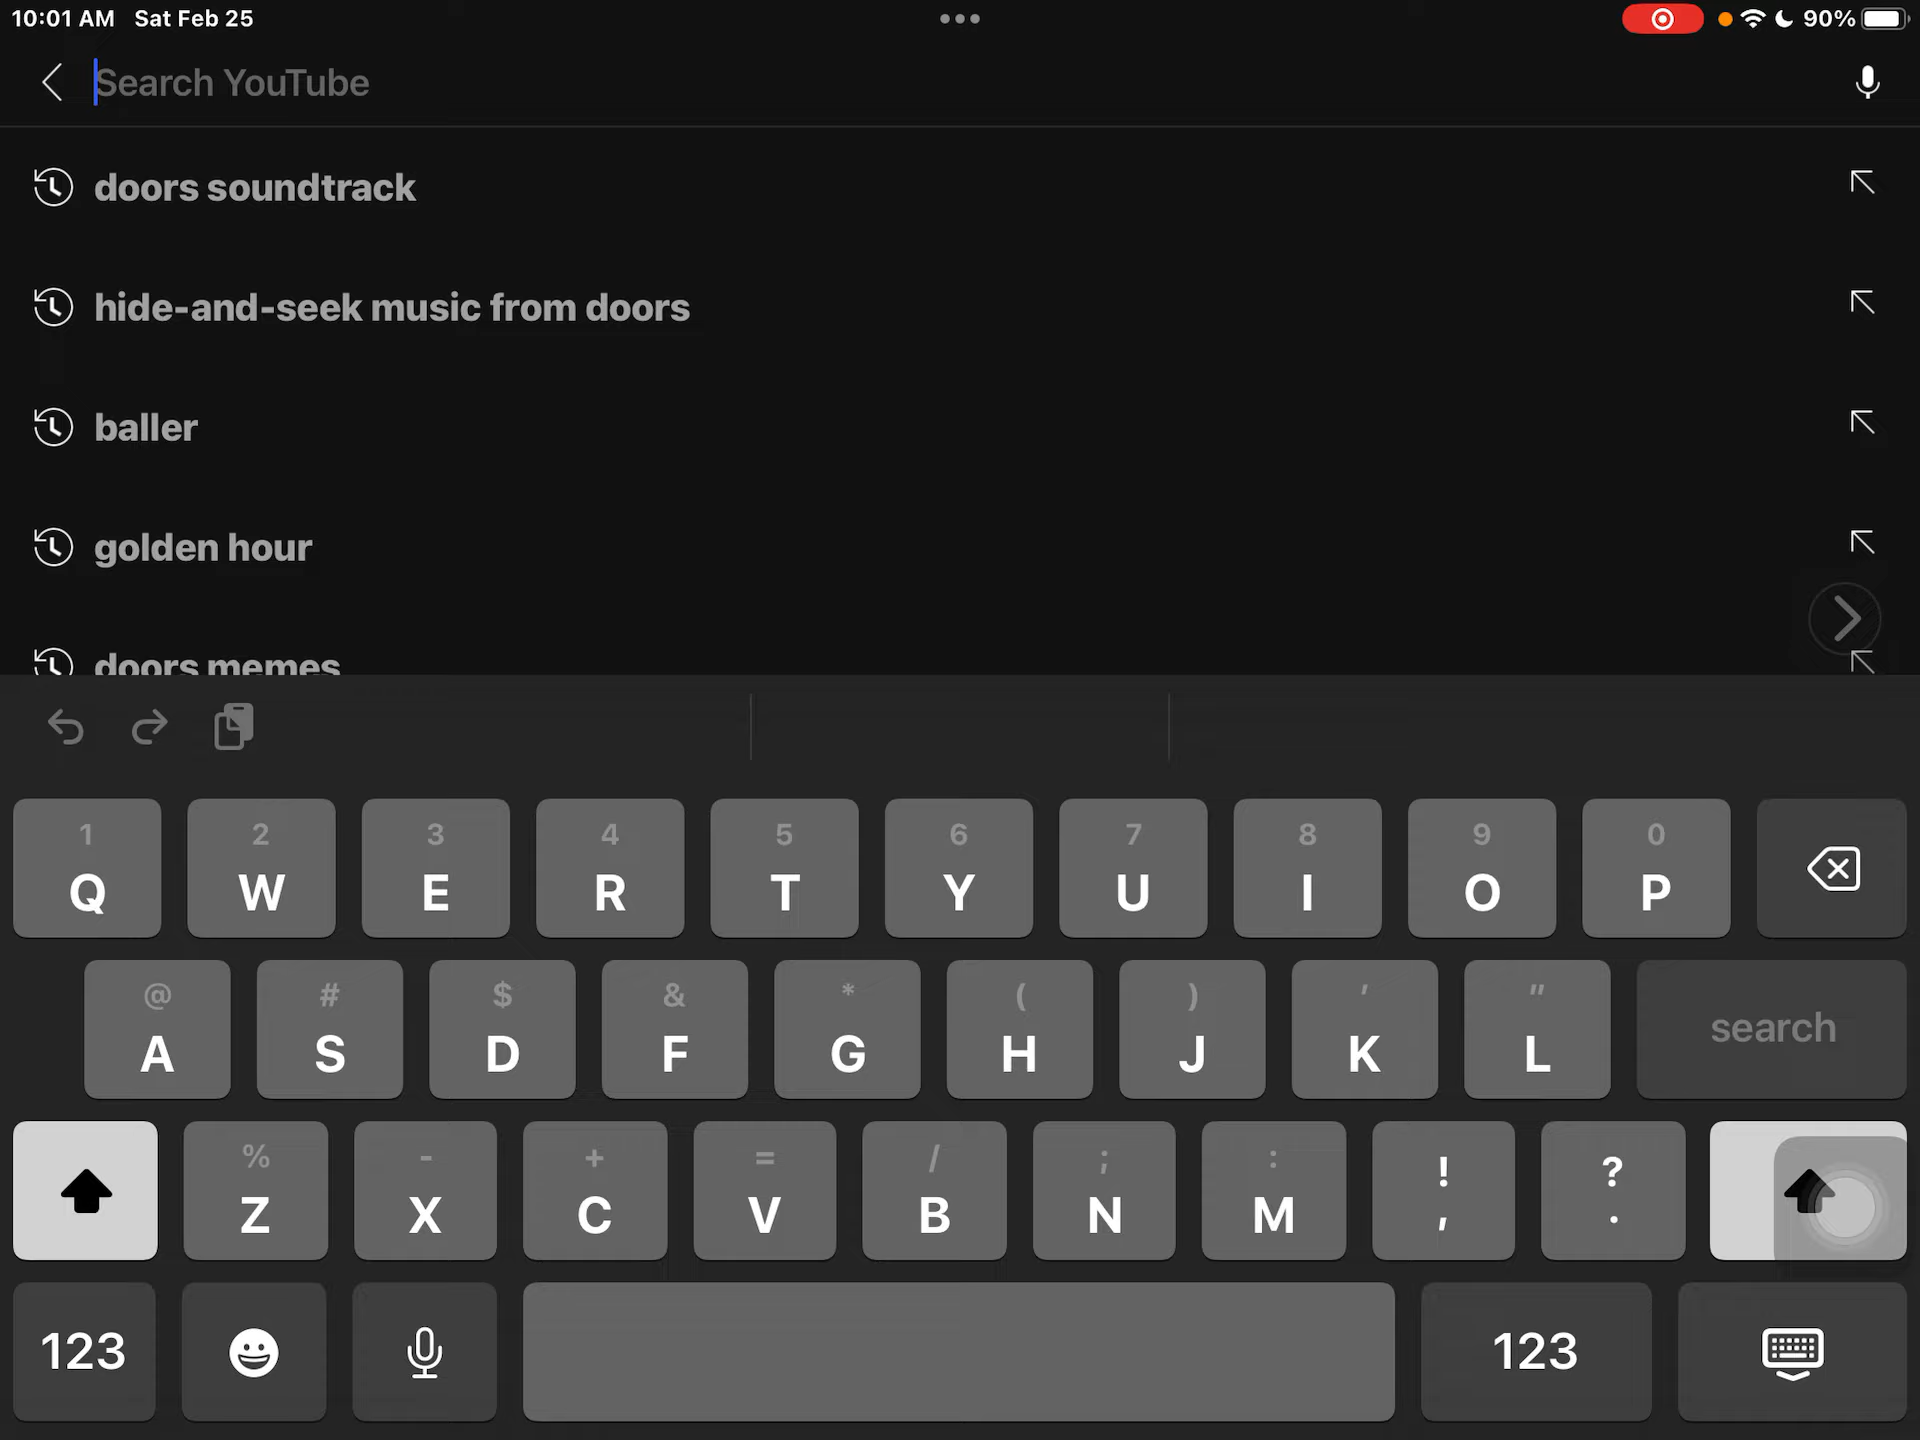 10:01 AM Sat Feb 25
90%
Search YouTube
doors soundtrack
hide-and-seek music from doors
baller
golden hour
doors memes
1 2 3 4 5 6 7 8 9 0
Q W E R T Y U I O P
@ # $ & * ( ) ' "
A S D F G H J K L search
% - + = / ; : ! ?
Z X C V B N M , .
123 123